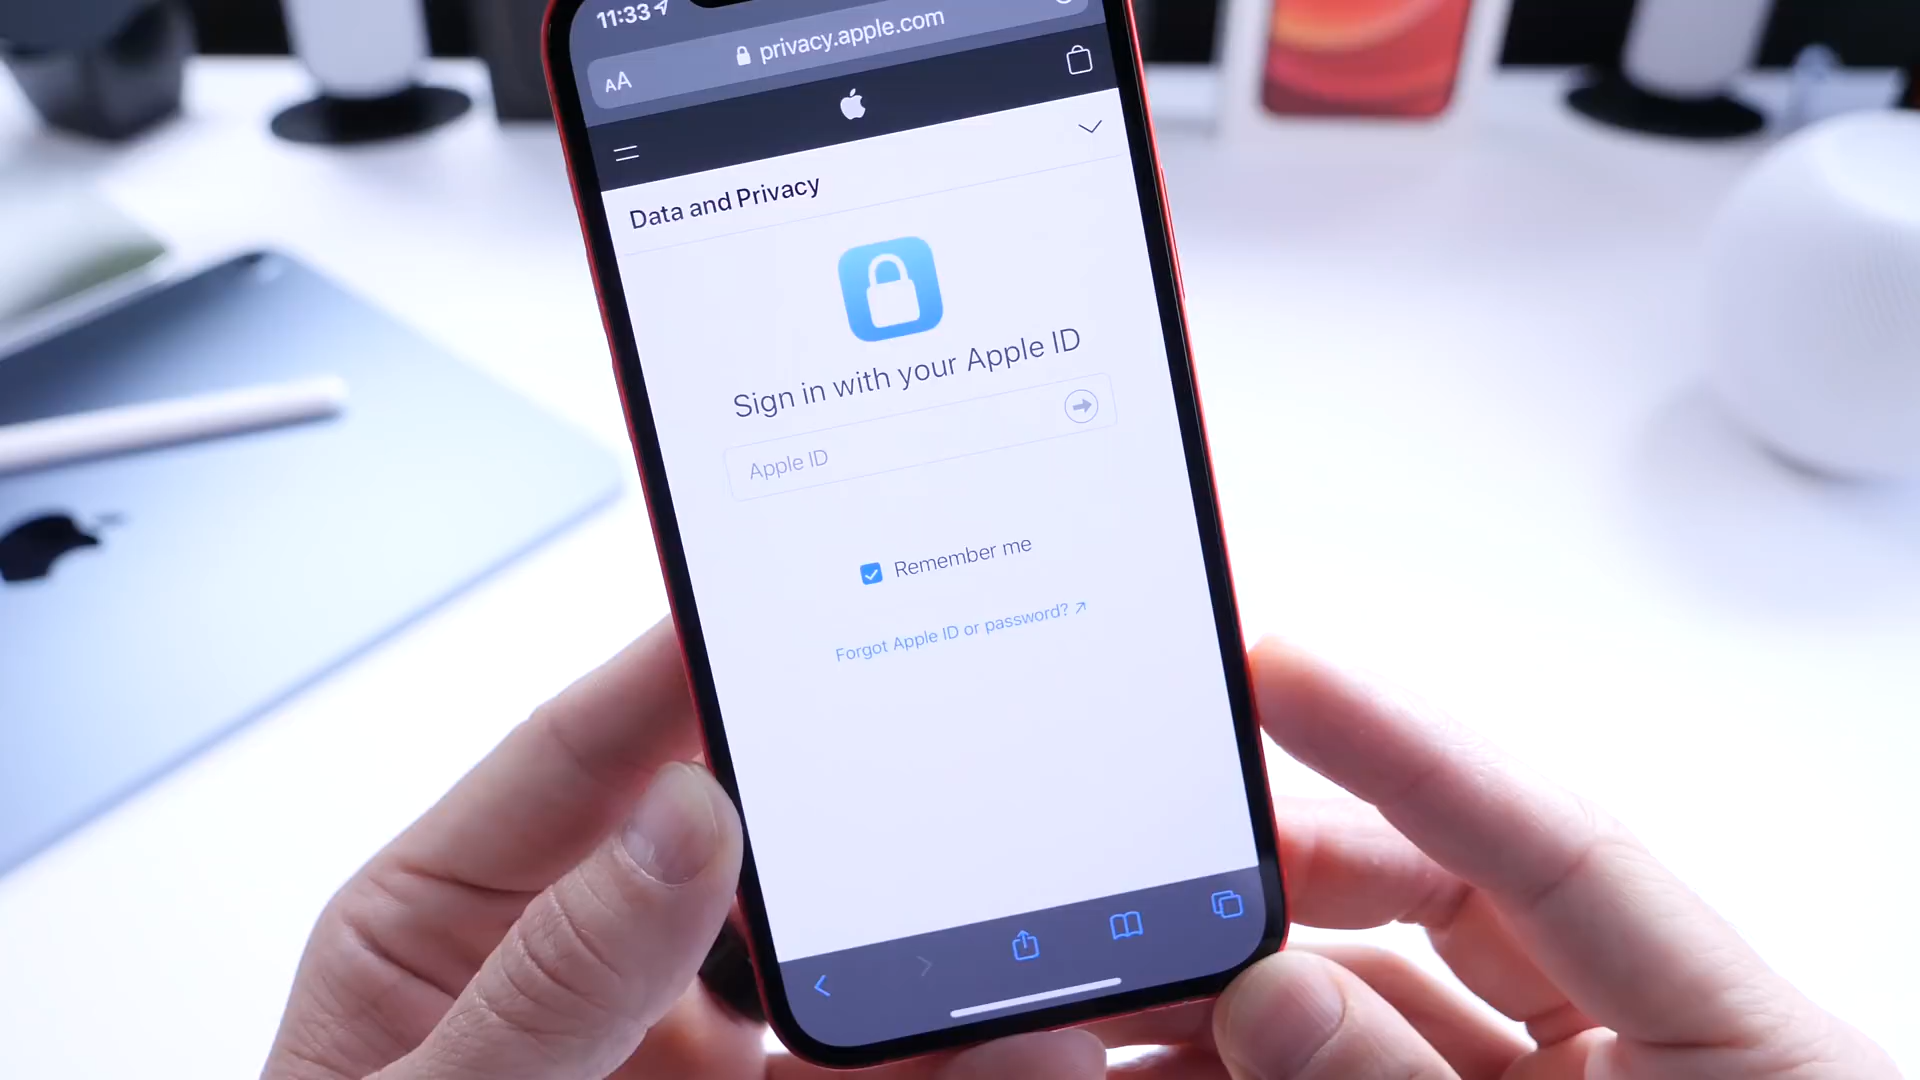 11:33
AA privacy.apple.com
Data and Privacy
Sign in with your Apple ID
Apple ID
Remember me
Forgot Apple ID or password? ↗